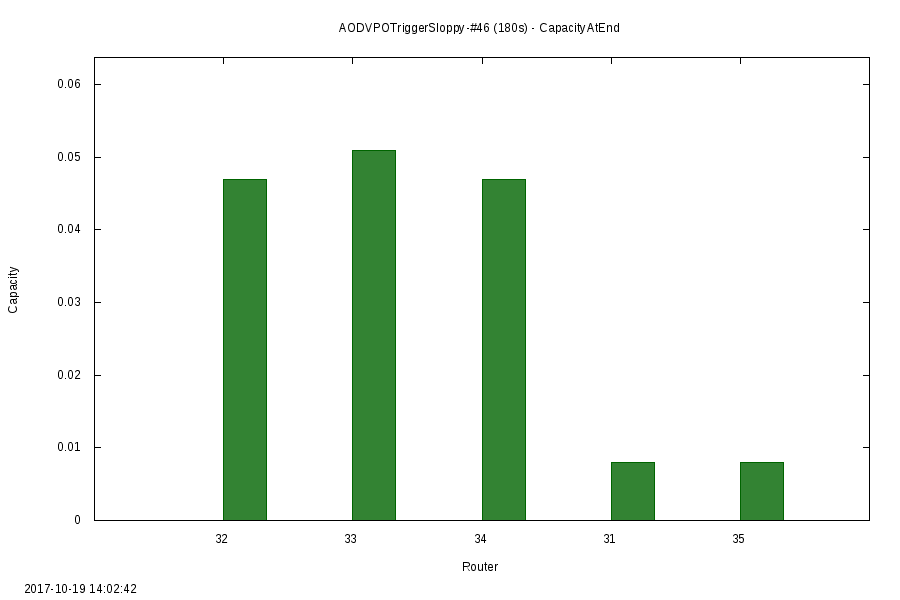 AODVPOTriggerSloppy-#46 (180s) - CapacityAtEnd
0.06
0.05
0.04
0.03
0.02
0.01
0
Capacity
32 33 34 31 35
Router
2017-10-19 14:02:42